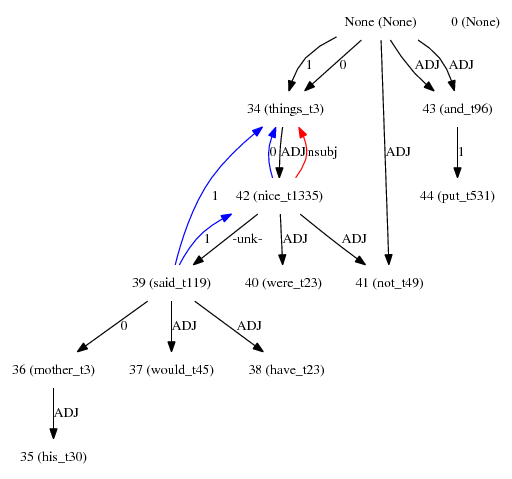 None (None) 0 (None)
1 0 ADJ ADJ
34 (things_t3) 43 (and_t96)
0 ADJ nsubj ADJ 1
1 42 (nice_t1335) 44 (put_t531)
1 -unk- ADJ ADJ
39 (said_t119) 40 (were_t23) 41 (not_t49)
0 ADJ ADJ
36 (mother_t3) 37 (would_t45) 38 (have_t23)
ADJ
35 (his_t30)